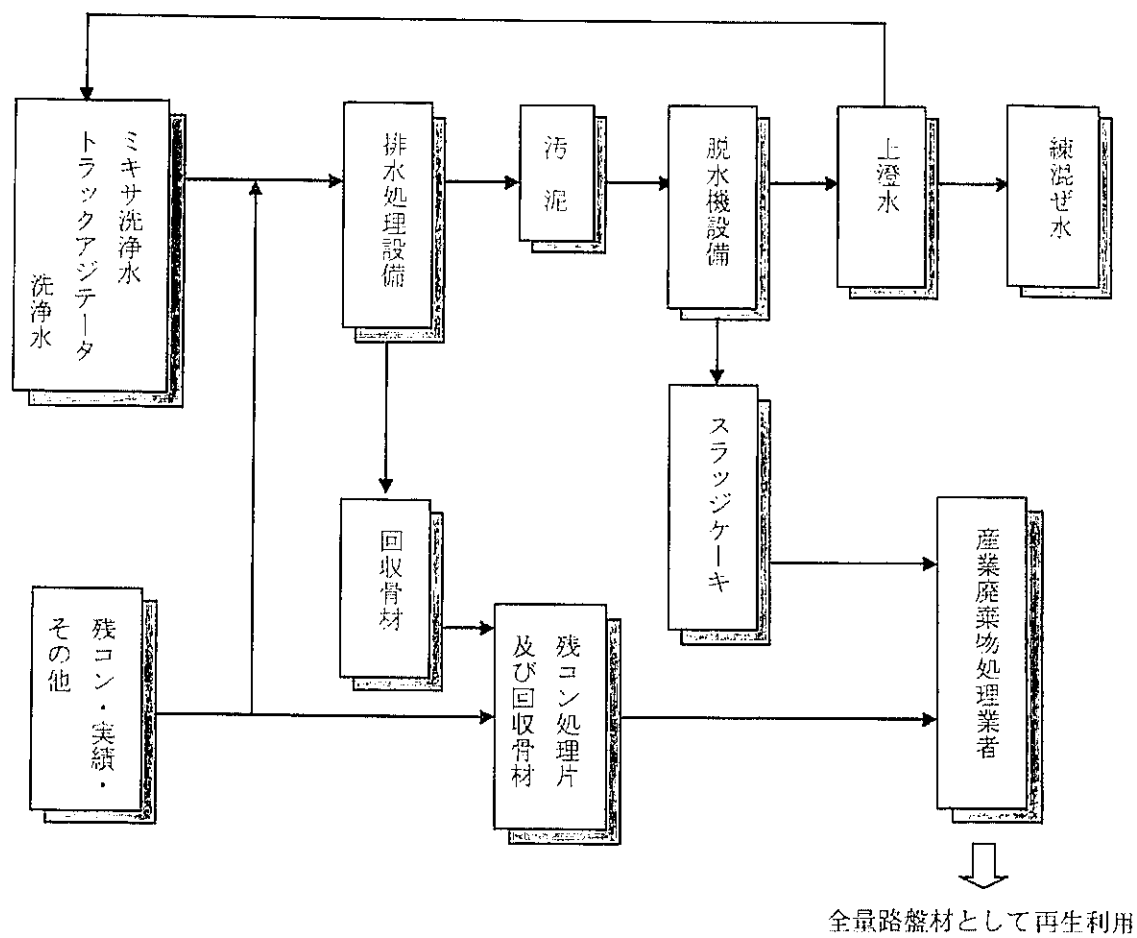 ミキサ洗浄水
トラックアジテータ
洗浄水
排水処理設備
汚泥
脱水機設備
上澄水
練混ぜ水
スラッジケーキ
回収骨材
残コン・実績・
その他
残コン処理片
及び回収骨材
産業廃棄物処理業者
全量路盤材として再生利用